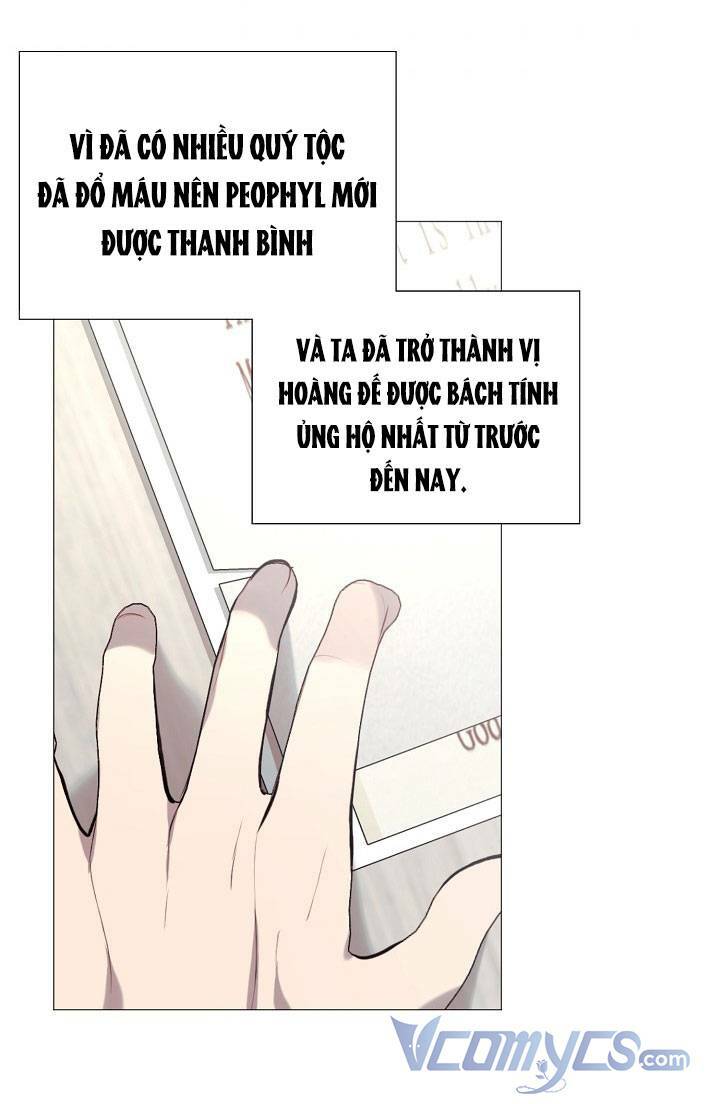 VÌ ĐÃ CÓ NHIỀU QUÝ TỘC
ĐÃ ĐỔ MÁU NÊN PEOPHYL MỚI
ĐƯỢC THANH BÌNH
VÀ TA ĐÃ TRỞ THÀNH VỊ
HOÀNG ĐẾ ĐƯỢC BÁCH TÍNH
ỦNG HỘ NHẤT TỪ TRƯỚC
ĐẾN NAY.
VCOMYCS.com